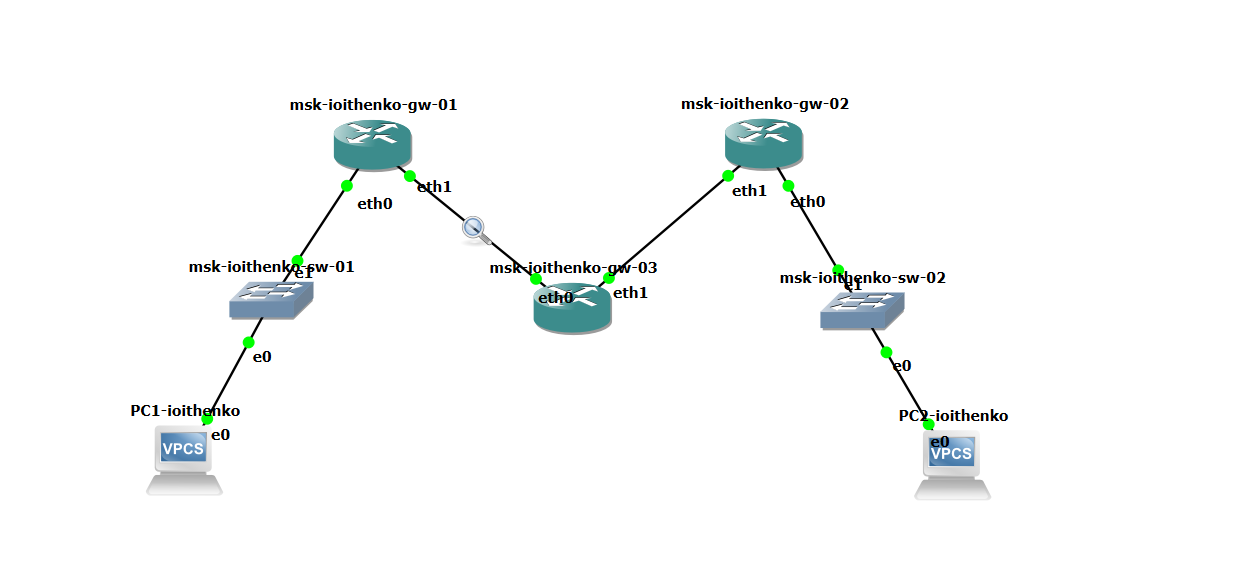 msk-ioithenko-gw-01
msk-ioithenko-gw-02
eth0
eth1
eth1
eth0
msk-ioithenko-sw-01
e1
msk-ioithenko-gw-03
eth0
eth1
msk-ioithenko-sw-02
e1
e0
e0
PC1-ioithenko
e0
VPCS
PC2-ioithenko
e0
VPCS